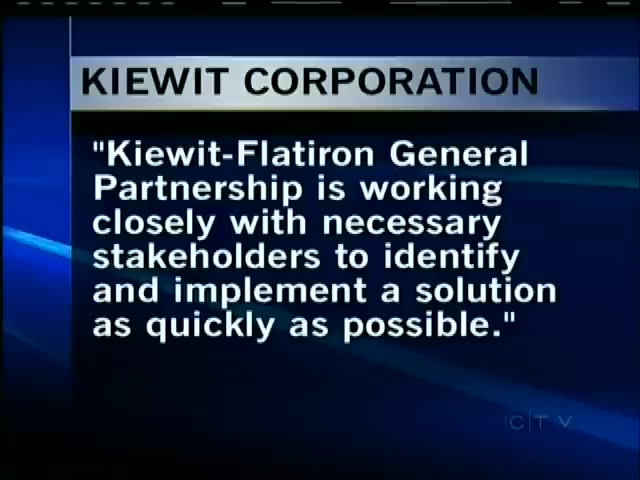 KIEWIT CORPORATION
"Kiewit-Flatiron General
Partnership is working
closely with necessary
stakeholders to identify
and implement a solution
as quickly as possible."
CTV